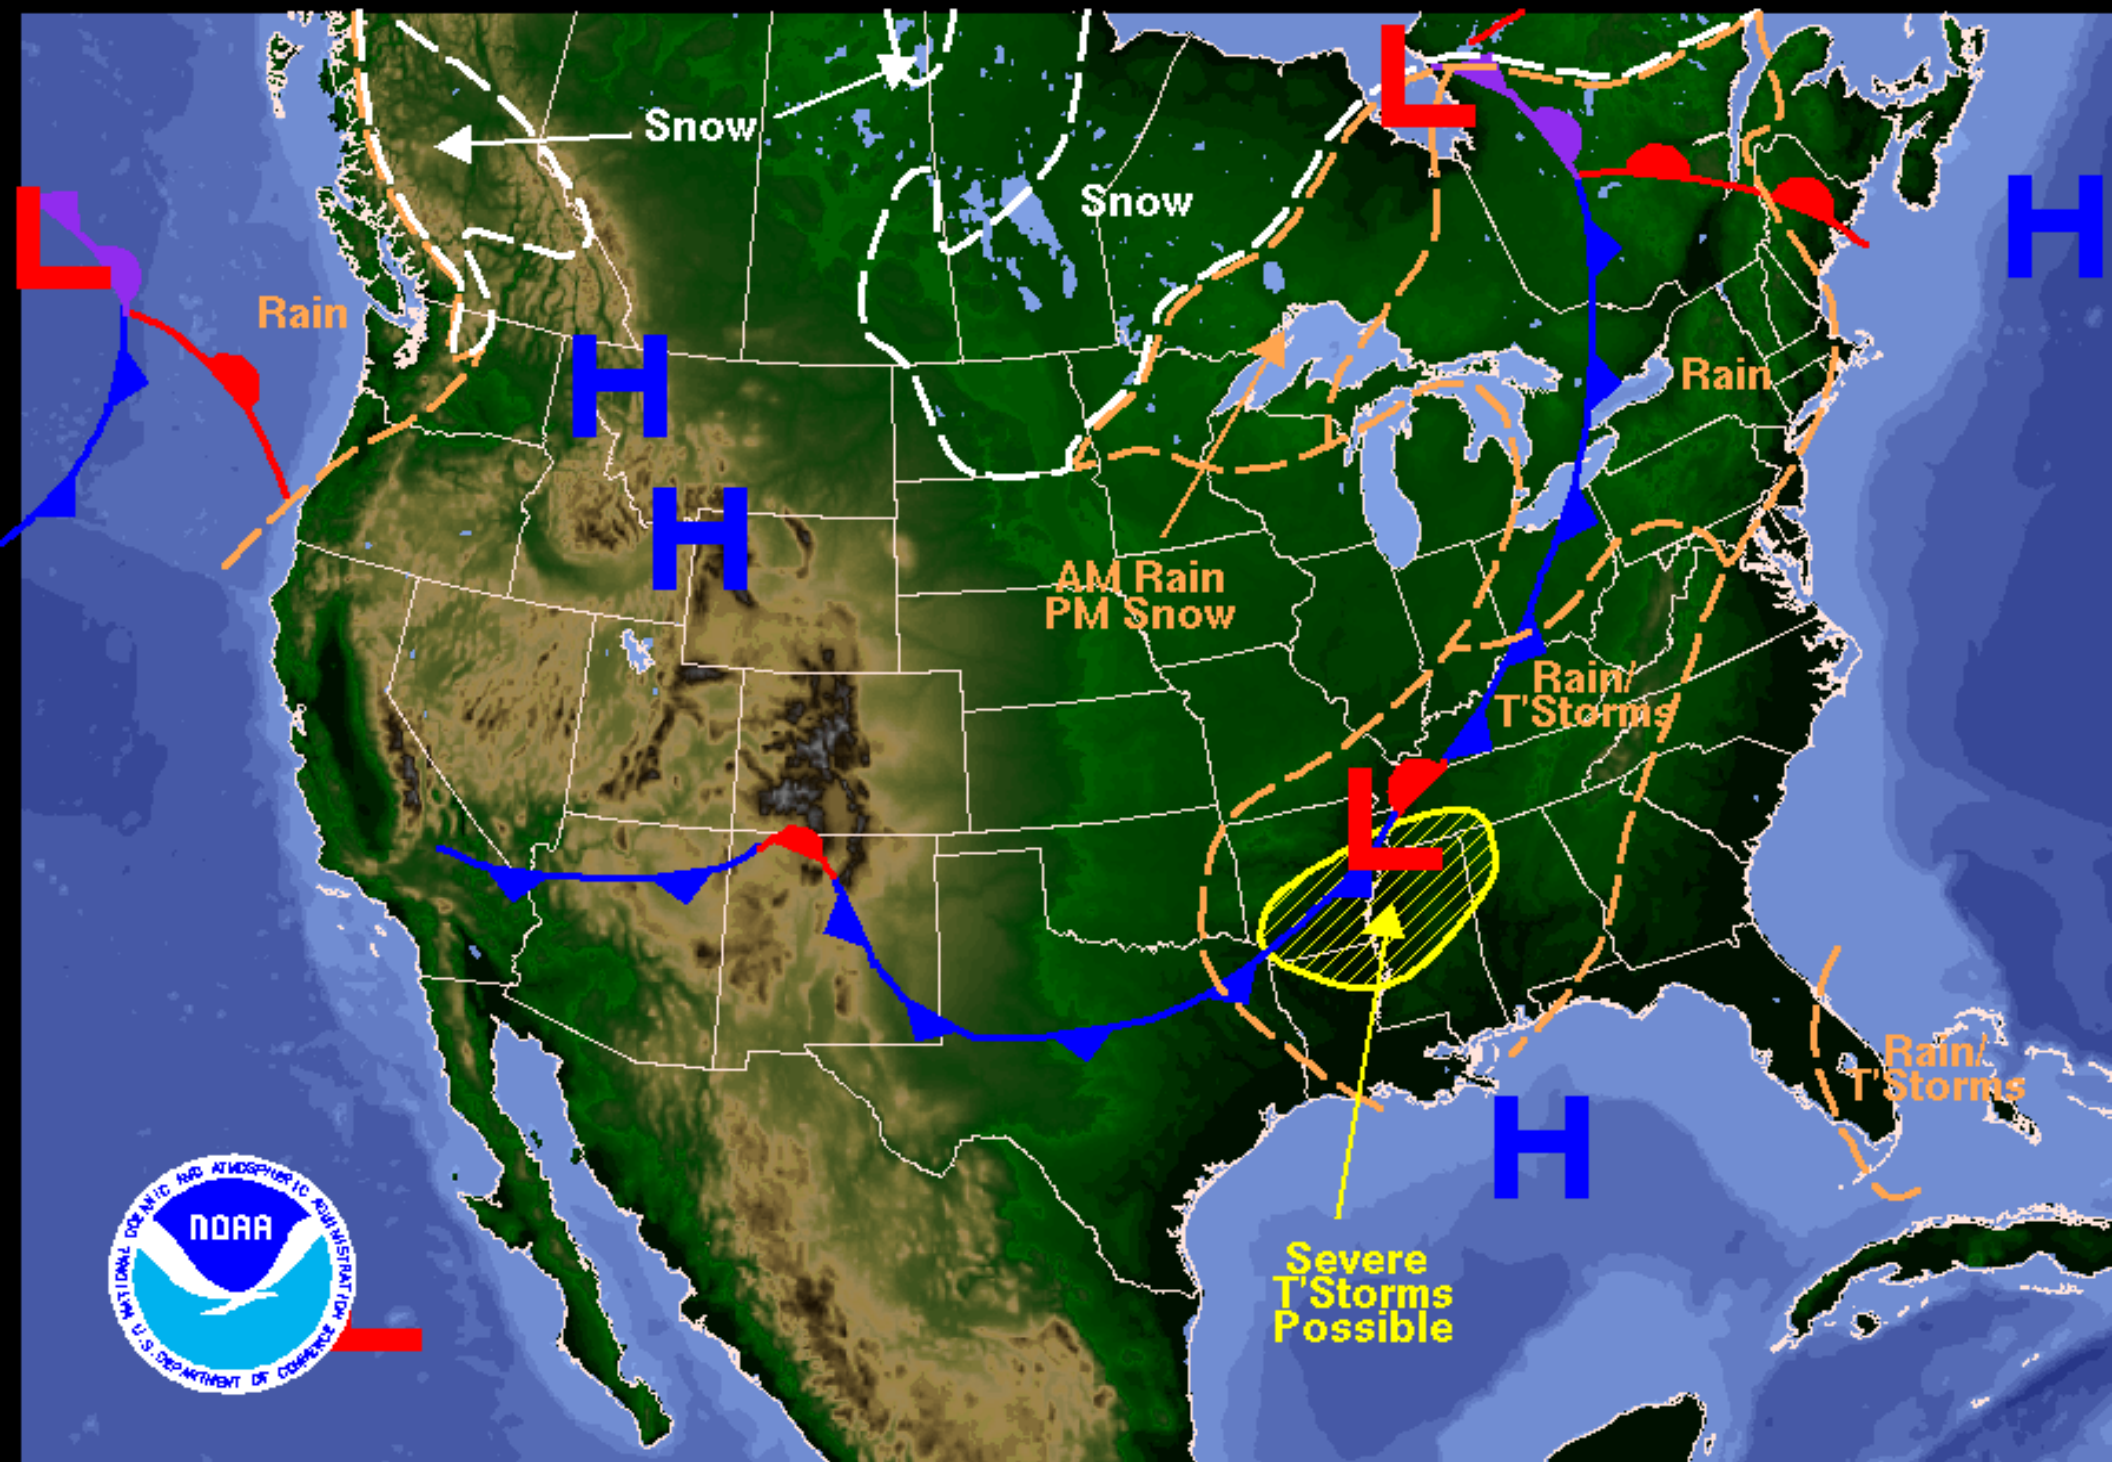 L
Snow
L
H
Snow
Rain
H
Rain
H
AM Rain
PM Snow
Rain/
T'Storms
L
Rain/
T'Storms
H
NOAA
NATIONAL OCEANIC AND ATMOSPHERIC ADMINISTRATION
U.S. DEPARTMENT OF COMMERCE
Severe
T'Storms
Possible
L